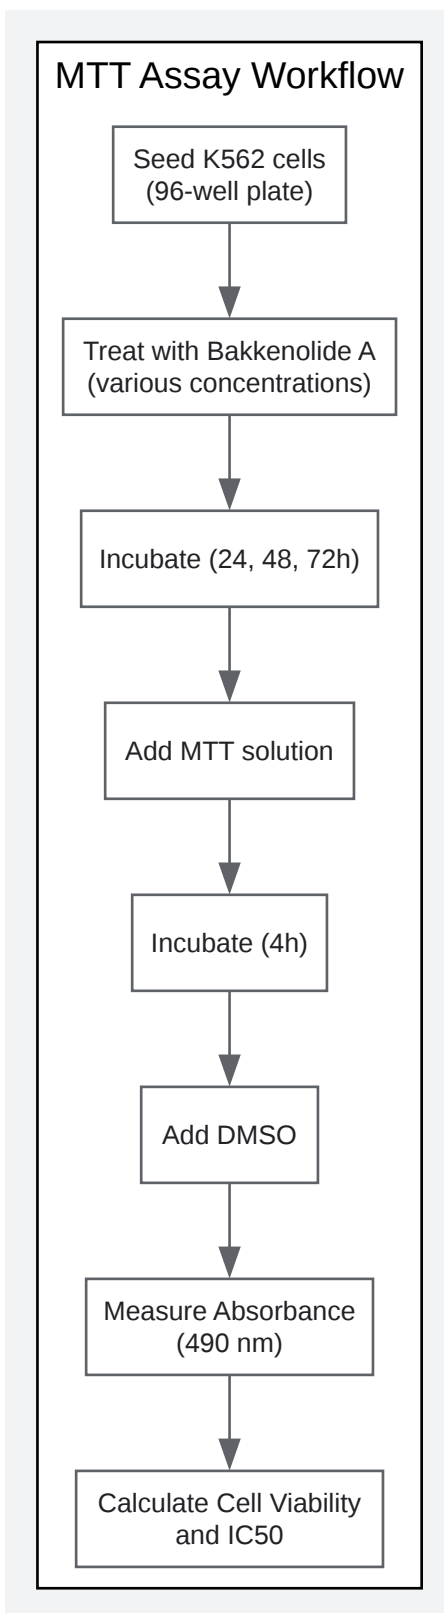 MTT Assay Workflow
Seed K562 cells
(96-well plate)
Treat with Bakkenolide A
(various concentrations)
Incubate (24, 48, 72h)
Add MTT solution
Incubate (4h)
Add DMSO
Measure Absorbance
(490 nm)
Calculate Cell Viability
and IC50